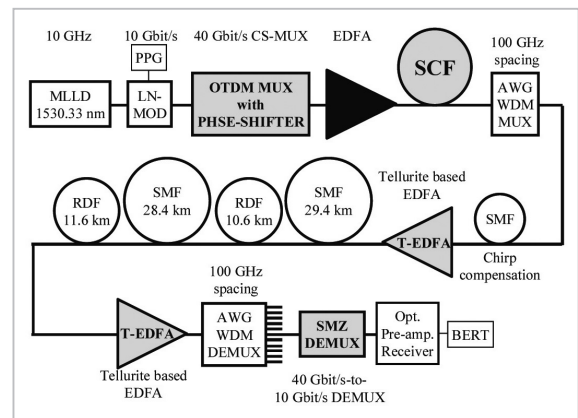 10 GHz
10 Gbit/s
40 Gbit/s CS-MUX
EDFA
100 GHz
spacing
PPG
MLLD
1530.33 nm
LN-
MOD
OTDM MUX
with
PHSE-SHIFTER
SCF
AWG
WDM
MUX
RDF
11.6 km
SMF
28.4 km
RDF
10.6 km
SMF
29.4 km
Tellurite based
EDFA
T-EDFA
SMF
Chirp
compensation
T-EDFA
Tellurite based
EDFA
100 GHz
spacing
AWG
WDM
DEMUX
SMZ
DEMUX
40 Gbit/s-to-
10 Gbit/s DEMUX
Opt.
Pre-amp.
Receiver
BERT